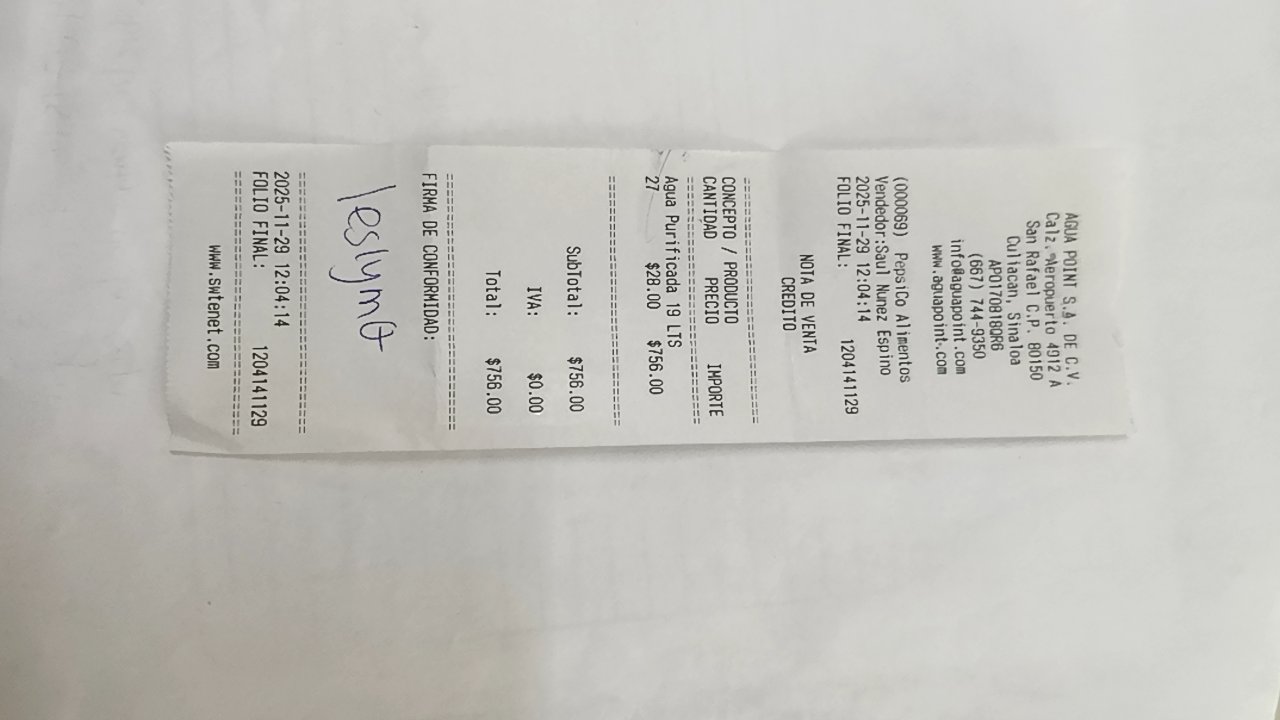 AGUA POINT S.A. DE C.V.
Calz. Aeropuerto 4912 A
San Rafael C.P. 80150
Culiacan, Sinaloa
APO170818QR6
(667) 744-9350
info@aguapoint.com
www.aguapoint.com
(000069) PepsiCo Alimentos
Vendedor:Saul Nunez Espino
2025-11-29 12:04:14
FOLIO FINAL: 1204141129
NOTA DE VENTA
CREDITO
==============================
CONCEPTO / PRODUCTO
CANTIDAD PRECIO IMPORTE
==============================
Agua Purificada 19 LTS
27 $28.00 $756.00
==============================
SubTotal: $756.00
IVA: $0.00
Total: $756.00
==============================
FIRMA DE CONFORMIDAD:
leslym G
==============================
2025-11-29 12:04:14
FOLIO FINAL: 1204141129
==============================
www.swtenet.com